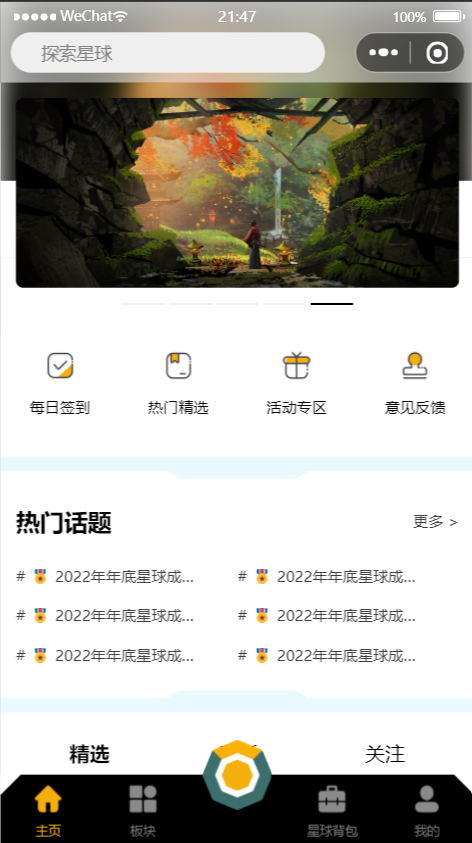 WeChat 21:47 100%
探索星球
每日签到 热门精选 活动专区 意见反馈
热门话题 更多 >
# 2022年年底星球成... # 2022年年底星球成...
# 2022年年底星球成... # 2022年年底星球成...
# 2022年年底星球成... # 2022年年底星球成...
精选 关注
主页 板块 星球背包 我的